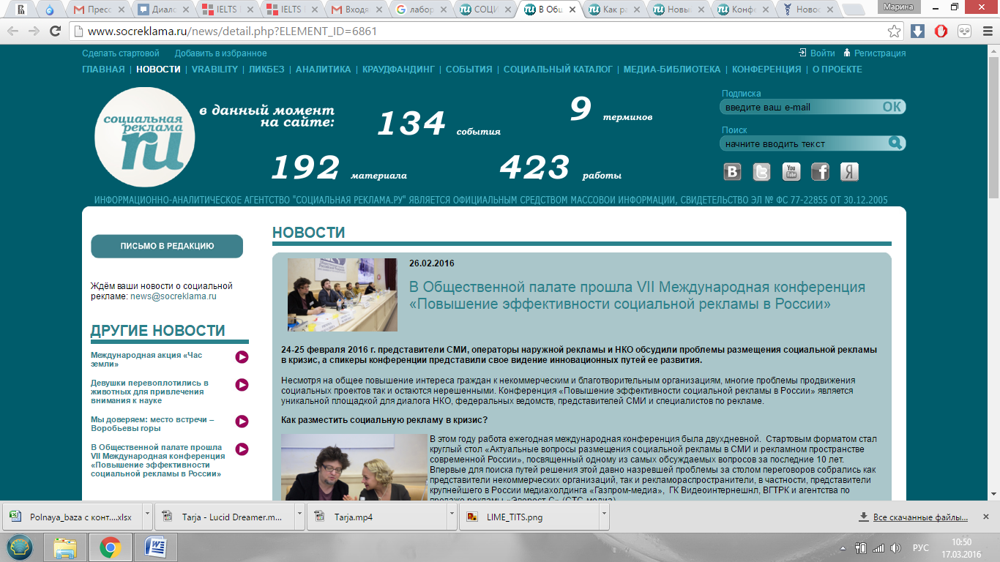 Пресс
Диало
IELTS
IELTS
Входя
лабор
СОЦИ
В Общ
Как ра
Новы
Конфе
Новос
Марина
www.socreklama.ru/news/detail.php?ELEMENT_ID=6861
Сделать стартовой Добавить в избранное Войти Регистрация
ГЛАВНАЯ | НОВОСТИ | VRABILITY | ЛИКБЕЗ | АНАЛИТИКА | КРАУДФАНДИНГ | СОБЫТИЯ | СОЦИАЛЬНЫЙ КАТАЛОГ | МЕДИА-БИБЛИОТЕКА | КОНФЕРЕНЦИЯ | О ПРОЕКТЕ
социальная
реклама
ru
в данный момент
на сайте:
134 события
9 терминов
192 материала
423 работы
Подписка
введите ваш e-mail OK
Поиск
начните вводить текст
B
You
Tube
f
Я
ИНФОРМАЦИОННО-АНАЛИТИЧЕСКОЕ АГЕНТСТВО "СОЦИАЛЬНАЯ РЕКЛАМА.РУ" ЯВЛЯЕТСЯ ОФИЦИАЛЬНЫМ СРЕДСТВОМ МАССОВОЙ ИНФОРМАЦИИ, СВИДЕТЕЛЬСТВО ЭЛ № ФС 77-22855 ОТ 30.12.2005
ПИСЬМО В РЕДАКЦИЮ
Ждём ваши новости о социальной
рекламе: news@socreklama.ru
ДРУГИЕ НОВОСТИ
Международная акция «Час
земли»
Девушки перевоплотились в
животных для привлечения
внимания к науке
Мы доверяем: место встречи –
Воробьевы горы
В Общественной палате прошла
VII Международная конференция
«Повышение эффективности
социальной рекламы в России»
НОВОСТИ
26.02.2016
В Общественной палате прошла VII Международная конференция
«Повышение эффективности социальной рекламы в России»
24-25 февраля 2016 г. представители СМИ, операторы наружной рекламы и НКО обсудили проблемы размещения социальной рекламы
в кризис, а спикеры конференции представили свое видение инновационных путей ее развития.
Несмотря на общее повышение интереса граждан к некоммерческим и благотворительным организациям, многие проблемы продвижения
социальных проектов так и остаются нерешенными. Конференция «Повышение эффективности социальной рекламы в России» является
уникальной площадкой для диалога НКО, федеральных ведомств, представителей СМИ и специалистов по рекламе.
Как разместить социальную рекламу в кризис?
В этом году работа ежегодная международная конференция была двухдневной. Стартовым форматом стал
круглый стол «Актуальные вопросы размещения социальной рекламы в СМИ и рекламном пространстве
современной России», посвященный одному из самых обсуждаемых вопросов за последние 10 лет.
Впервые для поиска путей решения этой давно назревшей проблемы за столом переговоров собрались как
представители некоммерческих организаций, так и рекламораспространители, в частности, представители
крупнейшего в России медиахолдинга «Газпром-медиа», ГК Видеоинтернешнл, ВГТРК и агентства по
продаже рекламы «Эверест-С» (СТС-медиа)
Polnaya_baza с конт....xlsx
Tarja - Lucid Dreamer.m...
Tarja.mp4
LIME_TITS.png
Все скачанные файлы...
РУС
10:50
17.03.2016